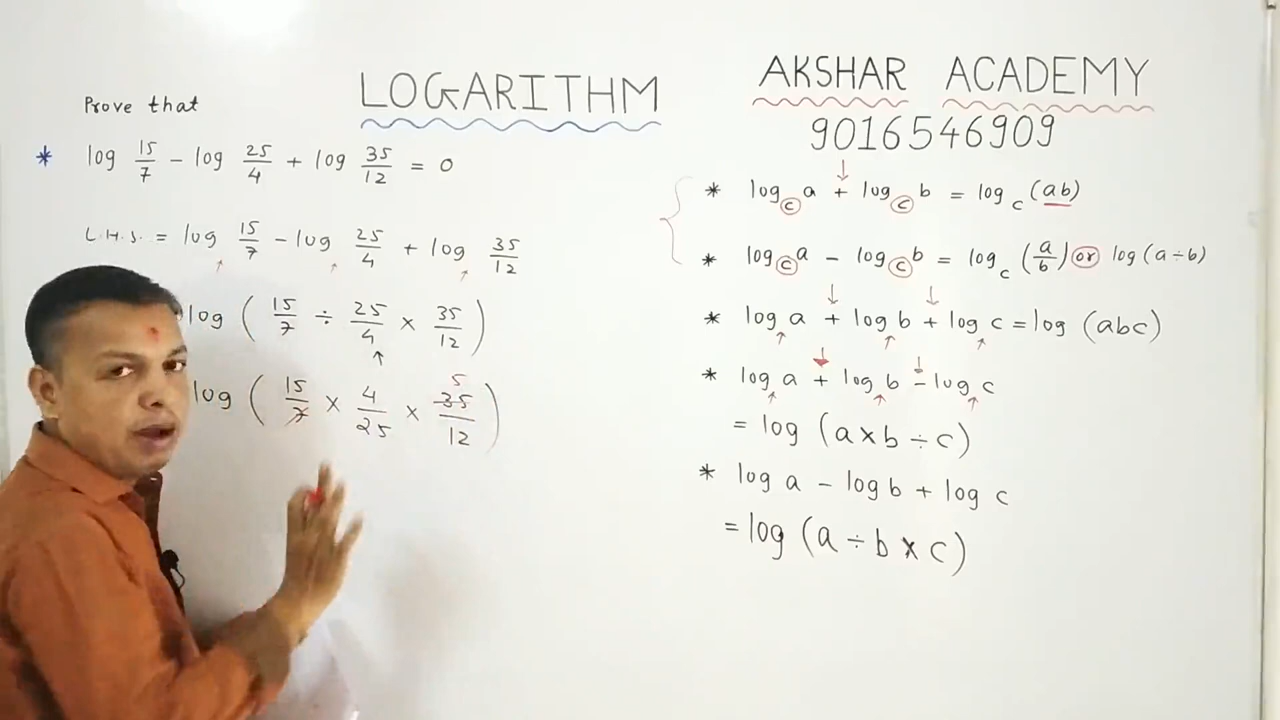 LOGARITHM
AKSHAR ACADEMY
9016546909
Prove that
* log 15/7 - log 25/4 + log 35/12 = 0
L.H.S. = log 15/7 - log 25/4 + log 35/12
log ( 15/7 ÷ 25/4 × 35/12 )
log ( 15/7 × 4/25 × 35/12 )
5
* log_c a + log_c b = log_c (ab)
* log_c a - log_c b = log_c (a/b) or log (a÷b)
* log a + log b + log c = log (abc)
* log a + log b - log c
= log (a×b÷c)
* log a - log b + log c
= log (a÷b×c)